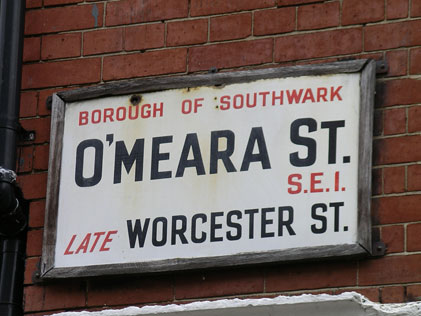 BOROUGH OF SOUTHWARK
O'MEARA ST.
S.E.1.
LATE WORCESTER ST.